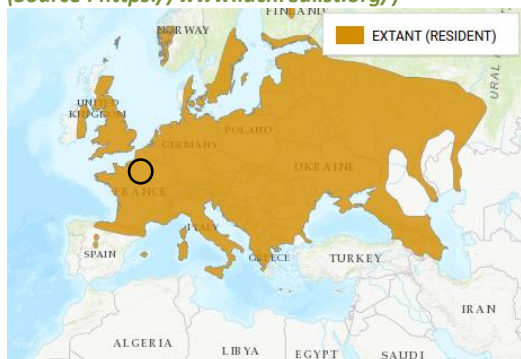 (Source : https://www.iucnredlist.org/)
EXTANT (RESIDENT)
NORWAY
FINLAND
URAL
UNITED
KINGDOM
POLAND
GERMANY
UKRAINE
FRANCE
ITALY
SPAIN
GREECE
TURKEY
IRAN
ALGERIA
LIBYA
EGYPT
SAUDI